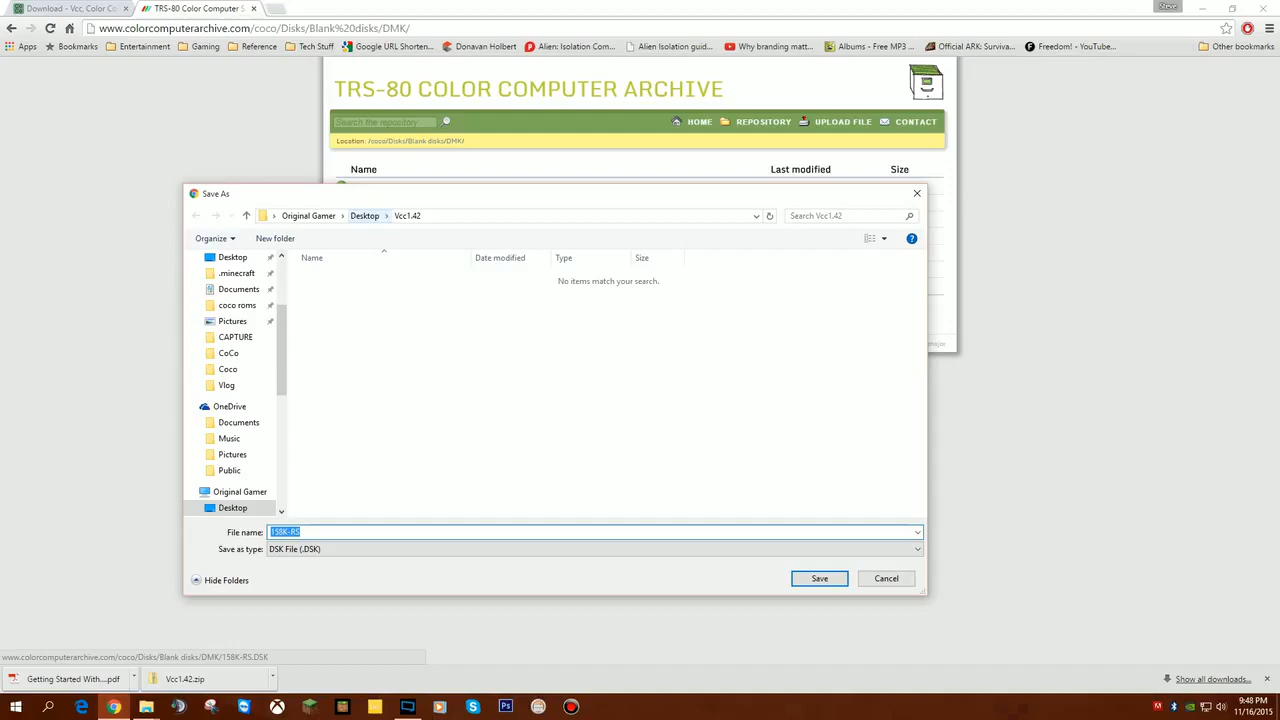 Download - Vcc, Color Co
TRS-80 Color Computer S
Steve
www.colorcomputerarchive.com/coco/Disks/Blank%20disks/DMK/
Apps
Bookmarks
Entertainment
Gaming
Reference
Tech Stuff
Google URL Shorten...
Donavan Holbert
Alien: Isolation Com...
Alien Isolation guid...
Why branding matt...
Albums - Free MP3 ...
Official ARK: Surviva...
Freedom! - YouTube...
Other bookmarks
TRS-80 COLOR COMPUTER ARCHIVE
Search the repository
HOME
REPOSITORY
UPLOAD FILE
CONTACT
Location: /coco/Disks/Blank disks/DMK/
Name
Last modified
Size
Save As
Original Gamer
Desktop
Vcc1.42
Search Vcc1.42
Organize
New folder
Name
Date modified
Type
Size
No items match your search.
Desktop
.minecraft
Documents
coco roms
Pictures
CAPTURE
CoCo
Coco
Vlog
OneDrive
Documents
Music
Pictures
Public
Original Gamer
Desktop
File name:
158K-RS
Save as type:
DSK File (.DSK)
Hide Folders
Save
Cancel
www.colorcomputerarchive.com/coco/Disks/Blank disks/DMK/158K-RS.DSK
Getting Started With....pdf
Vcc1.42.zip
Show all downloads...
9:48 PM
11/16/2015